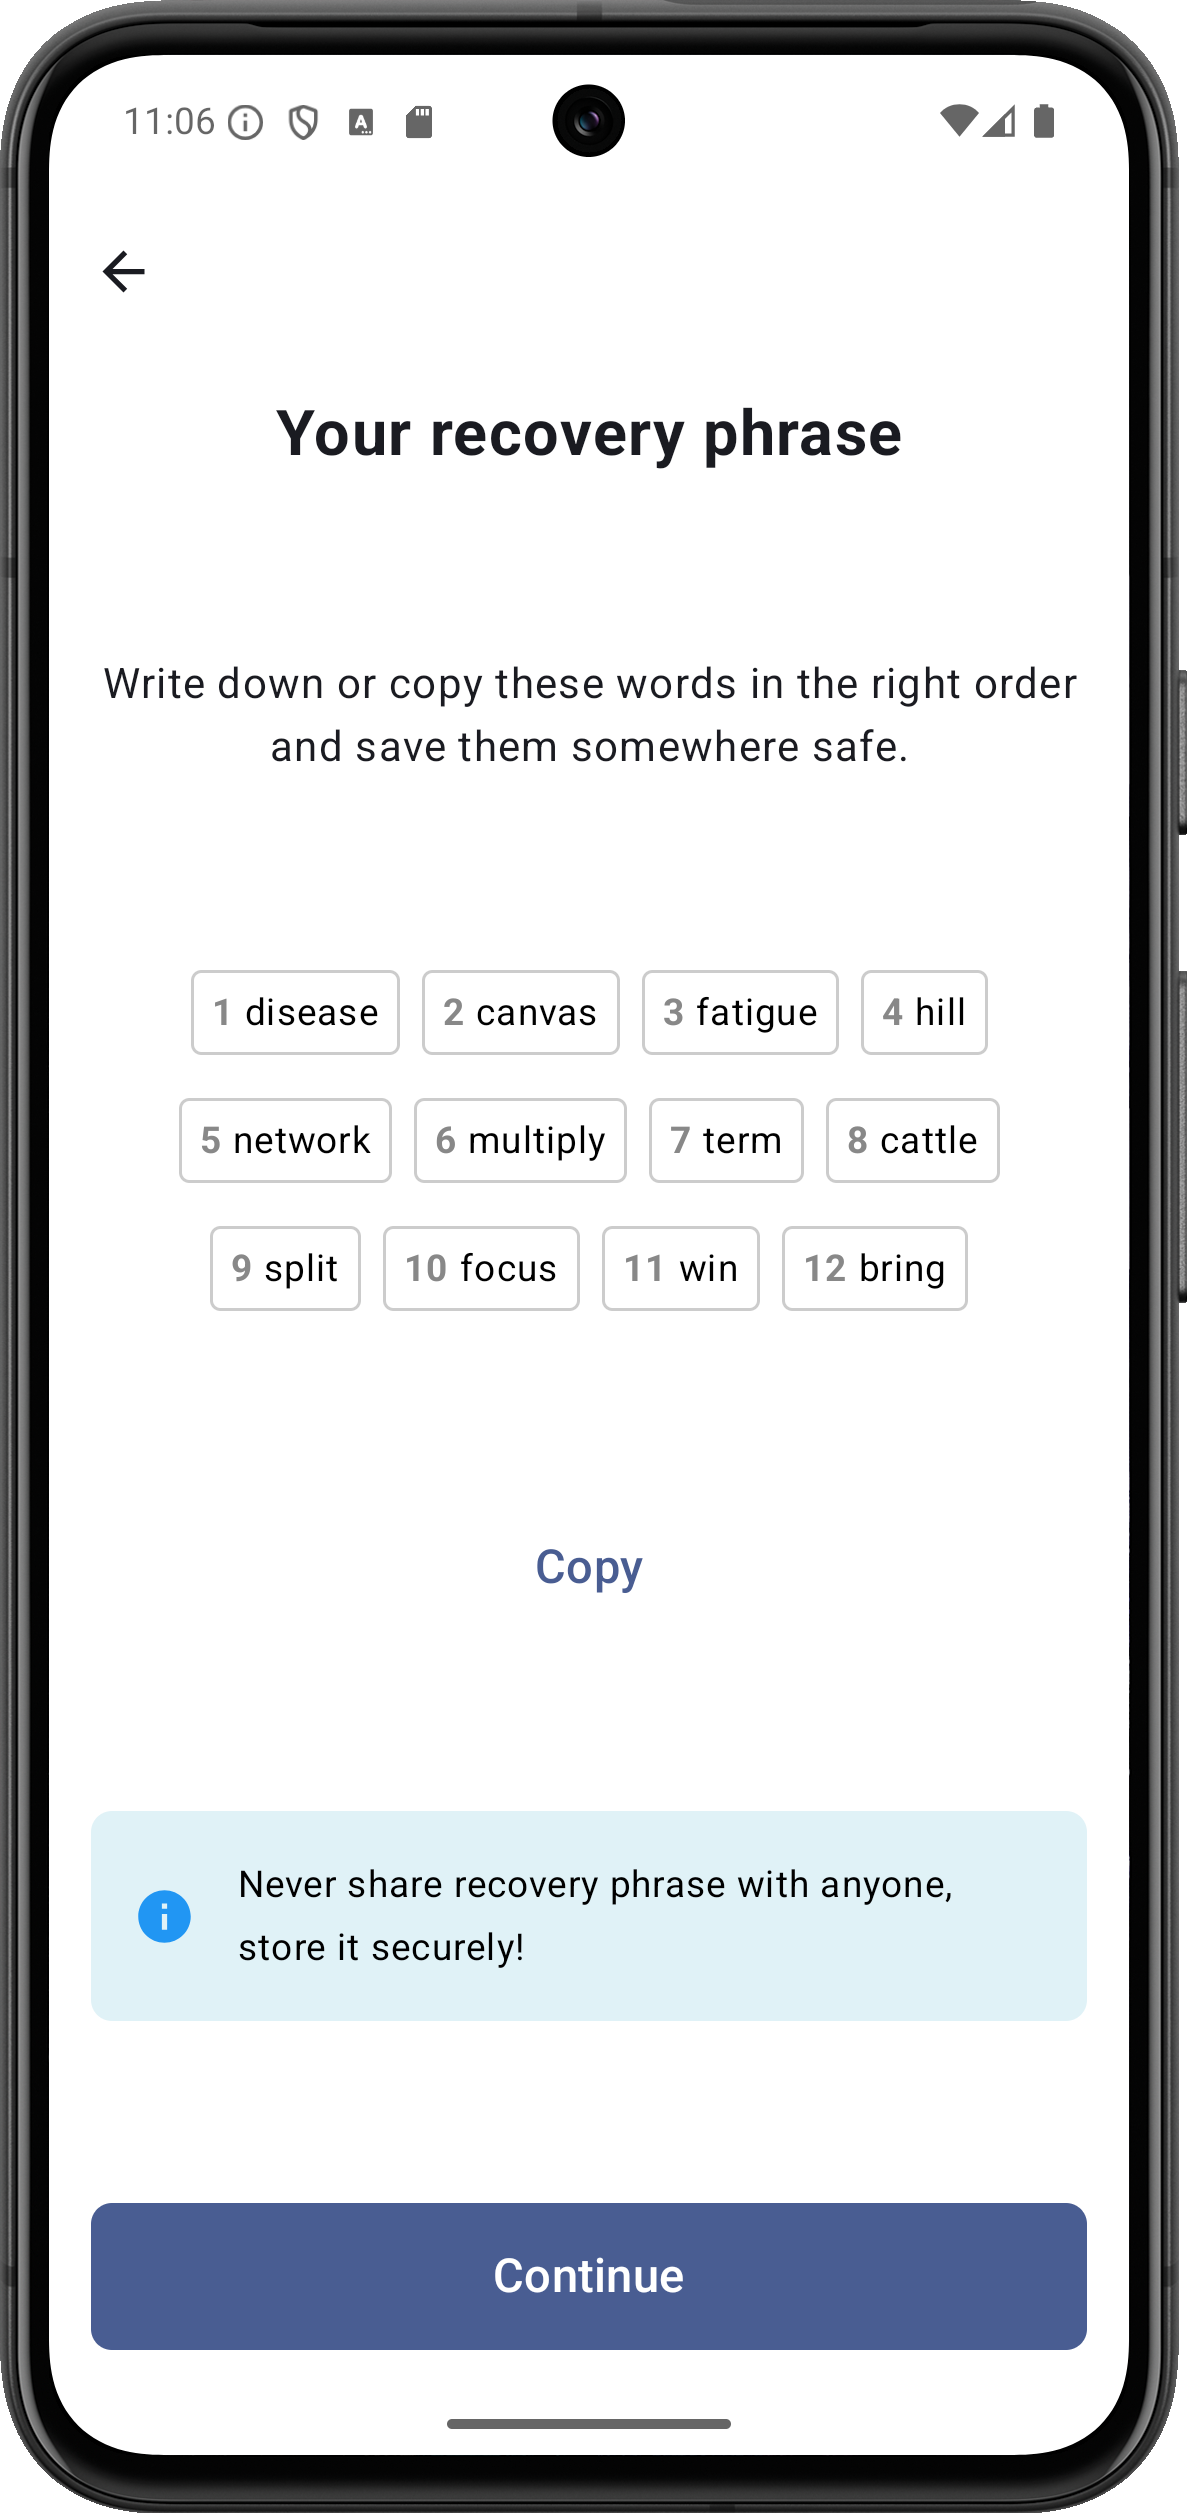 11:06
Your recovery phrase
Write down or copy these words in the right order
and save them somewhere safe.
1 disease 2 canvas 3 fatigue 4 hill
5 network 6 multiply 7 term 8 cattle
9 split 10 focus 11 win 12 bring
Copy
Never share recovery phrase with anyone,
store it securely!
Continue